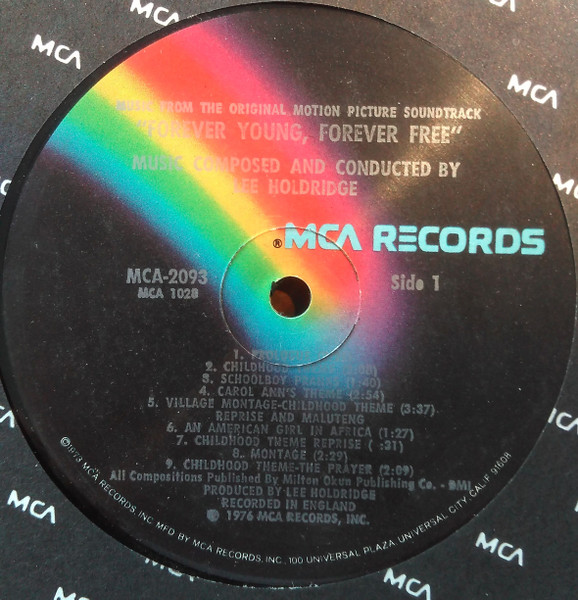 MCA
MCA
MUSIC FROM THE ORIGINAL MOTION PICTURE SOUNDTRACK
"FOREVER YOUNG, FOREVER FREE"
MUSIC COMPOSED AND CONDUCTED BY
LEE HOLDRIDGE
® MCA RECORDS
MCA-2093
MCA 1028
Side 1
1. PROLOGUE
2. CHILDHOOD
3. SCHOOLBOY (1:40)
4. CAROL ANN'S THEME (2:54)
5. VILLAGE MONTAGE-CHILDHOOD THEME (3:37)
REPRISE AND MALUTENG
6. AN AMERICAN GIRL IN AFRICA (1:27)
7. CHILDHOOD THEME REPRISE ( :31)
8. MONTAGE (2:29)
9. CHILDHOOD THEME-THE PRAYER (2:09)
All Compositions Published By Milton Okun Publishing Co. - BMI
PRODUCED BY LEE HOLDRIDGE
RECORDED IN ENGLAND
℗ 1976 MCA RECORDS, INC.
©1973 MCA RECORDS, INC. MFD. BY MCA RECORDS, INC., 100 UNIVERSAL PLAZA, UNIVERSAL CITY, CALIF. 91608
MCA
MCA
MCA
MCA